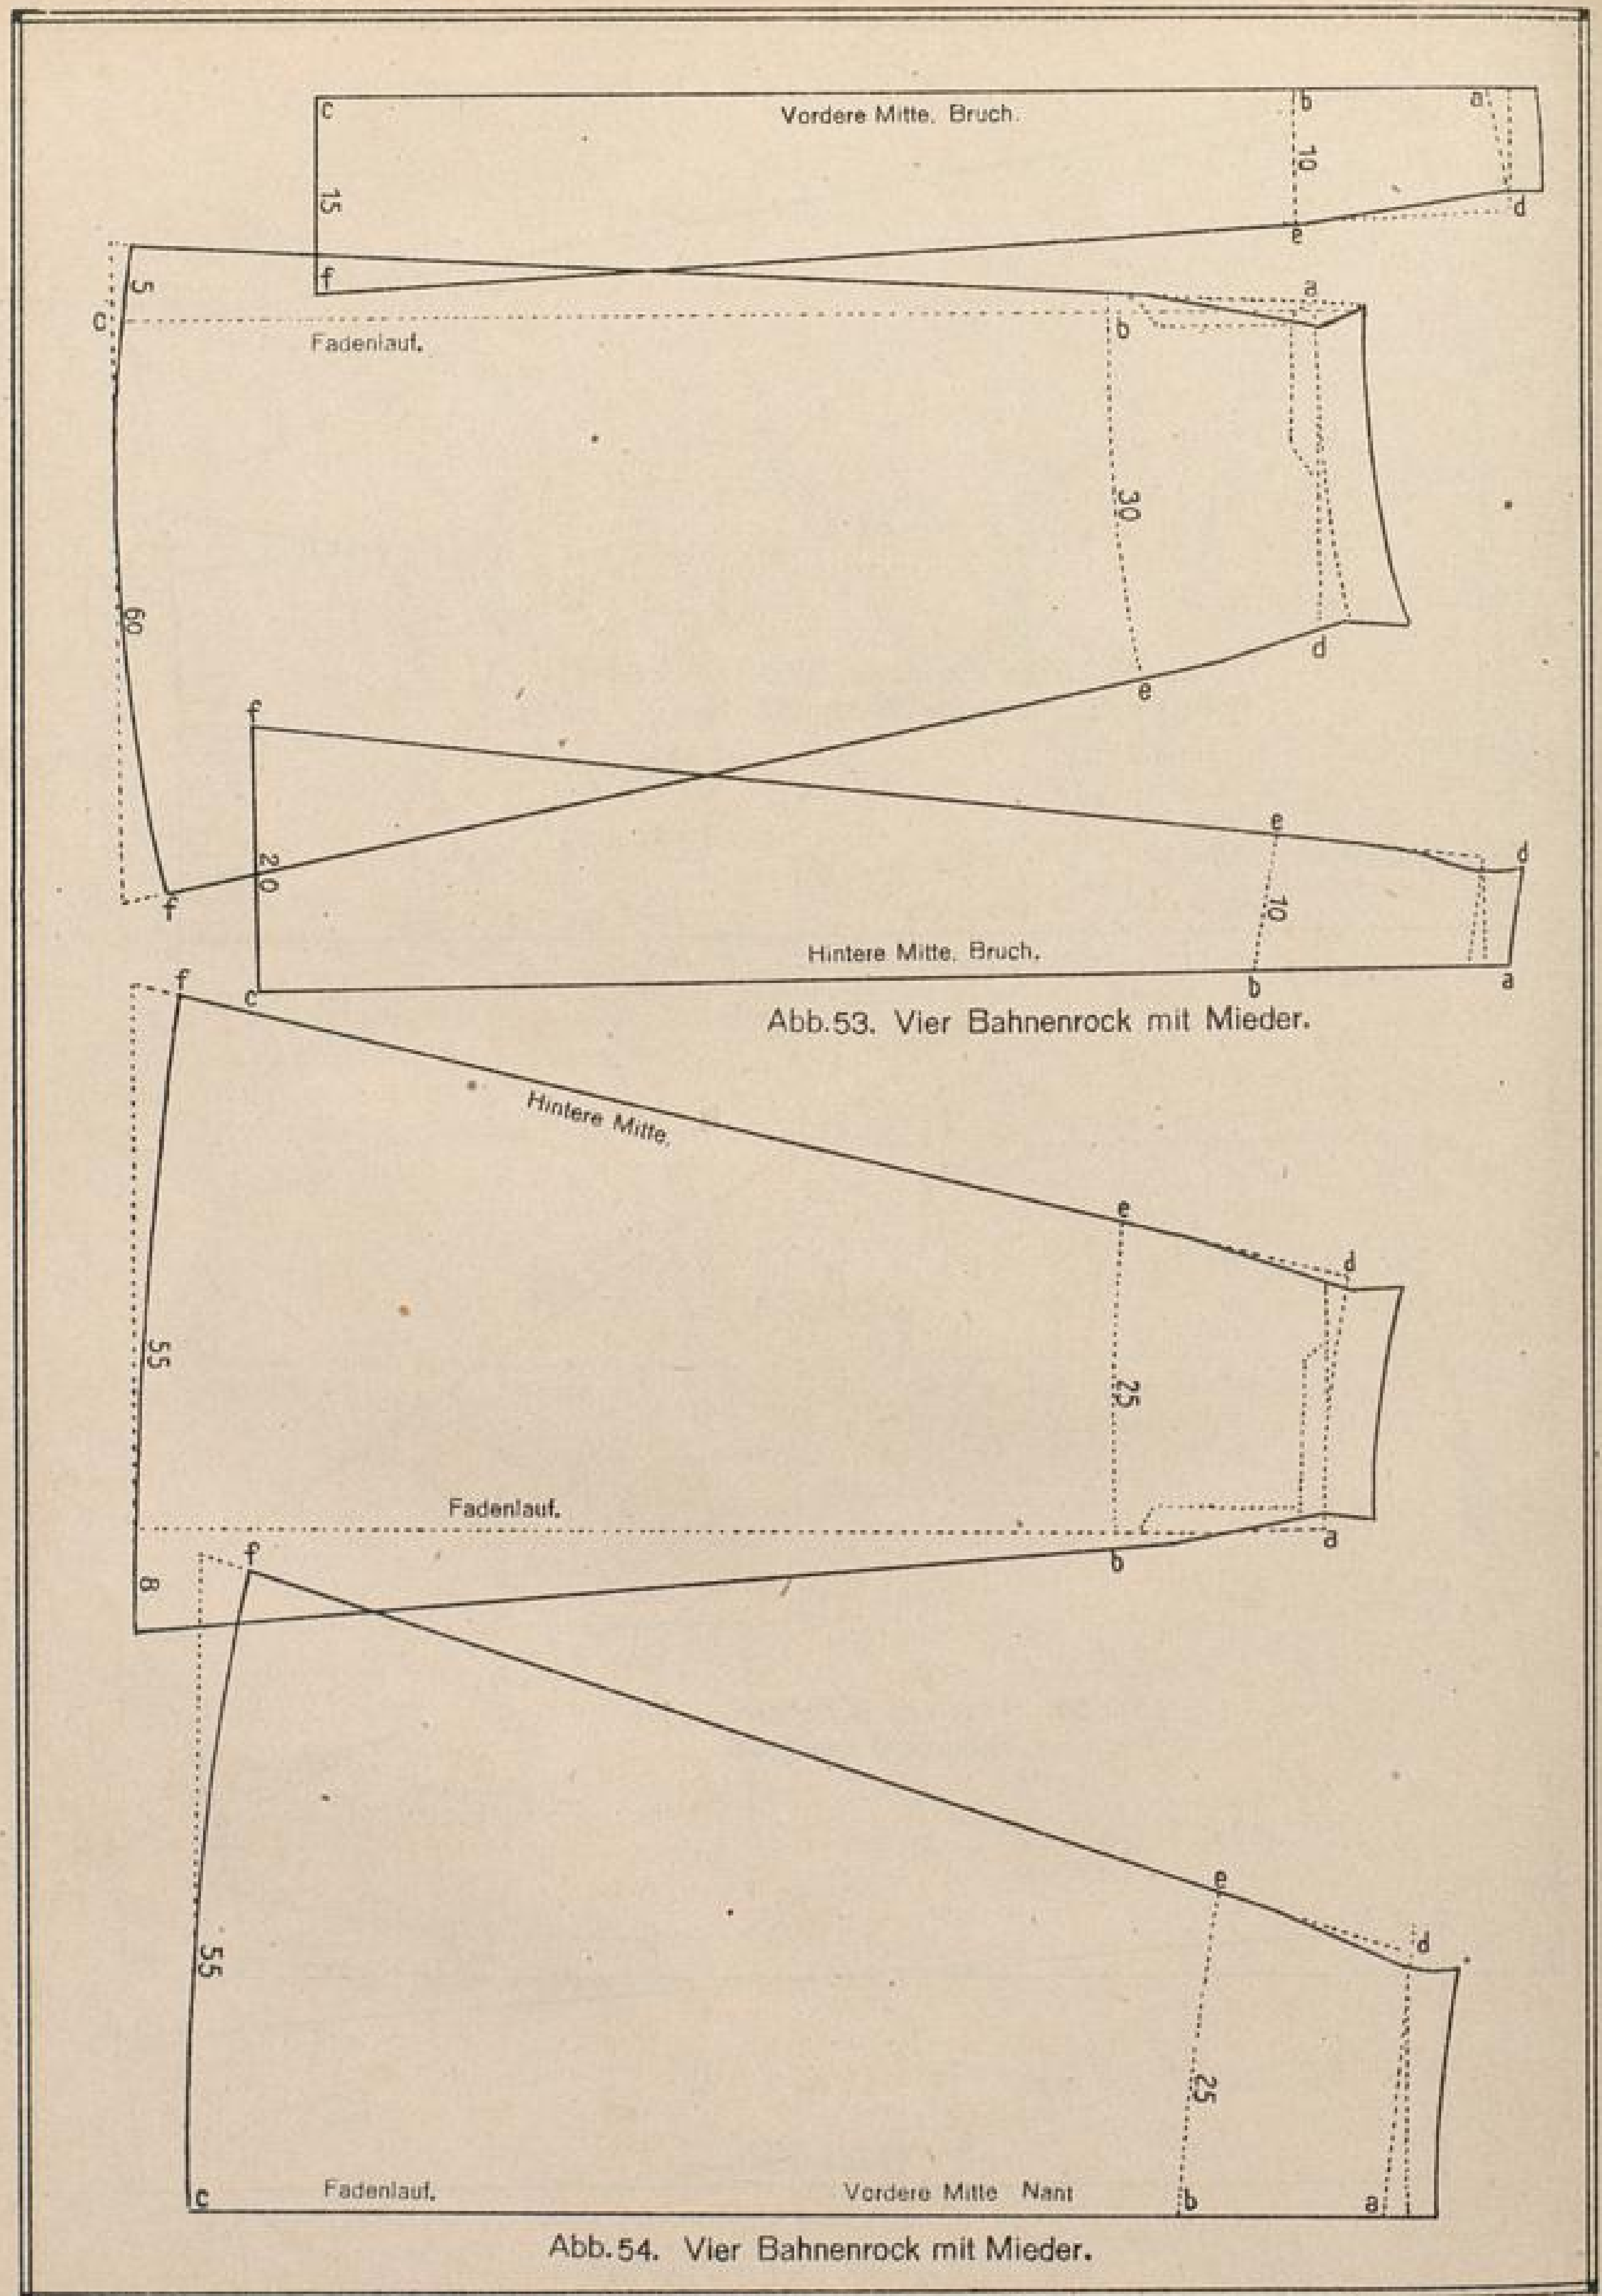 c
Vordere Mitte. Bruch.
b
a
10
15
d
e
f
5
a
c
b
Fadenlauf.
30
60
d
e
f
e
d
20
10
f
Hintere Mitte. Bruch.
c
b
a
Abb.53. Vier Bahnenrock mit Mieder.
f
Hintere Mitte.
e
d
55
25
Fadenlauf.
a
b
f
8
e
d
55
25
c
Fadenlauf.
Vordere Mitte Nant
b
a
Abb.54. Vier Bahnenrock mit Mieder.